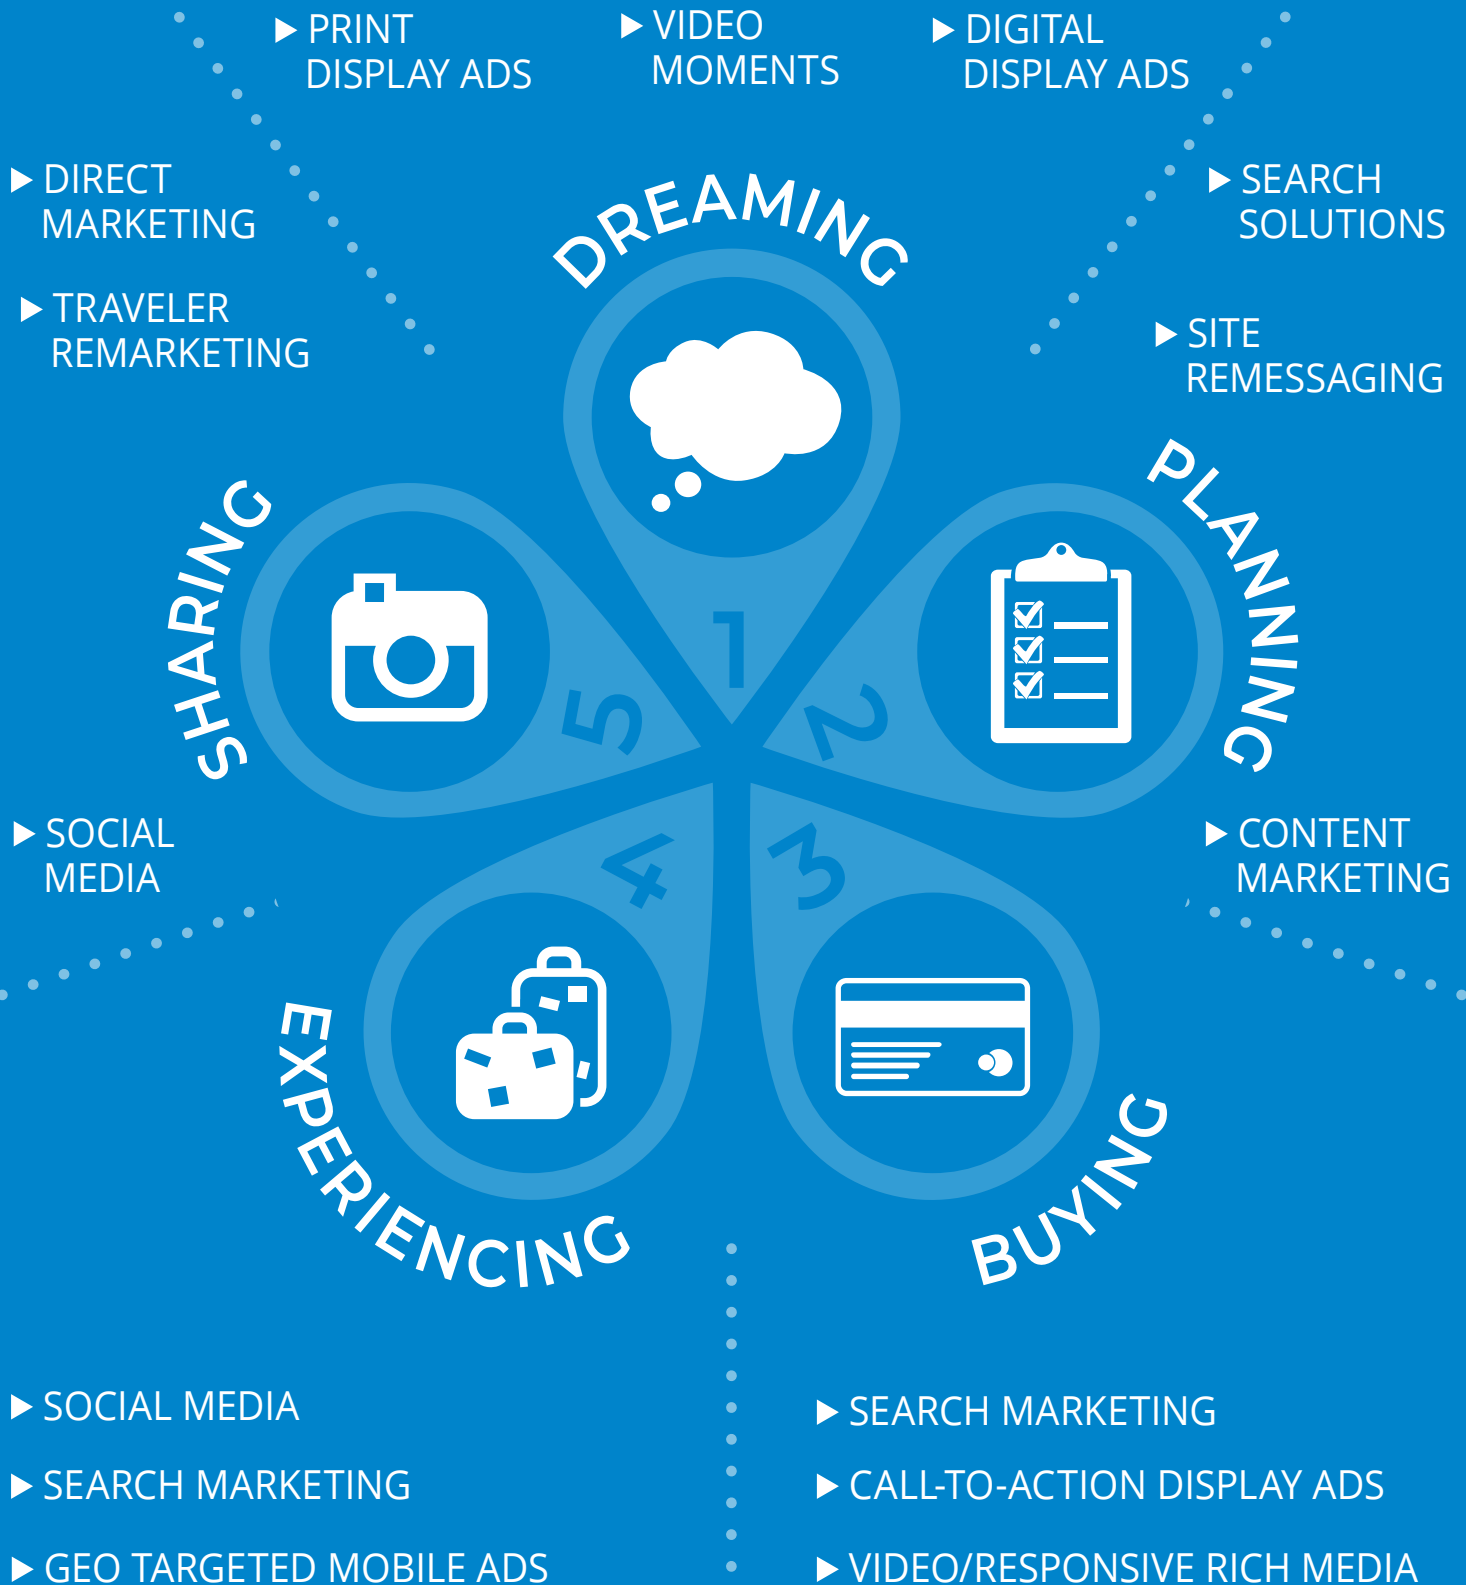 ▶ PRINT
DISPLAY ADS
▶ VIDEO
MOMENTS
▶ DIGITAL
DISPLAY ADS
▶ DIRECT
MARKETING
▶ TRAVELER
REMARKETING
▶ SEARCH
SOLUTIONS
▶ SITE
REMESSAGING
DREAMING
1
PLANNING
2
SHARING
5
▶ SOCIAL
MEDIA
▶ CONTENT
MARKETING
4
3
EXPERIENCING
BUYING
▶ SOCIAL MEDIA
▶ SEARCH MARKETING
▶ GEO TARGETED MOBILE ADS
▶ SEARCH MARKETING
▶ CALL-TO-ACTION DISPLAY ADS
▶ VIDEO/RESPONSIVE RICH MEDIA